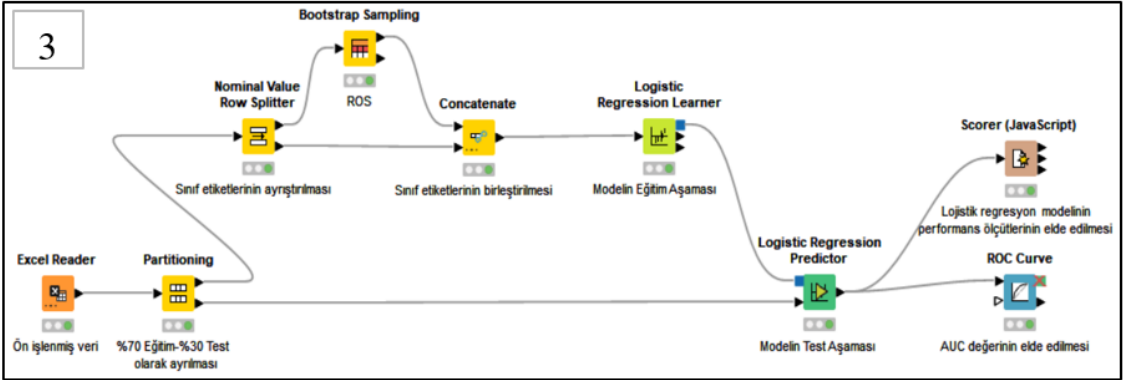 3
Bootstrap Sampling
ROS
Nominal Value
Row Splitter
Sınıf etiketlerinin ayrıştırılması
Concatenate
Sınıf etiketlerinin birleştirilmesi
Logistic
Regression Learner
Modelin Eğitim Aşaması
Scorer (JavaScript)
Lojistik regresyon modelinin
performans ölçütlerinin elde edilmesi
Excel Reader
Ön işlenmiş veri
Partitioning
%70 Eğitim-%30 Test
olarak ayrılması
Logistic Regression
Predictor
Modelin Test Aşaması
ROC Curve
AUC değerinin elde edilmesi